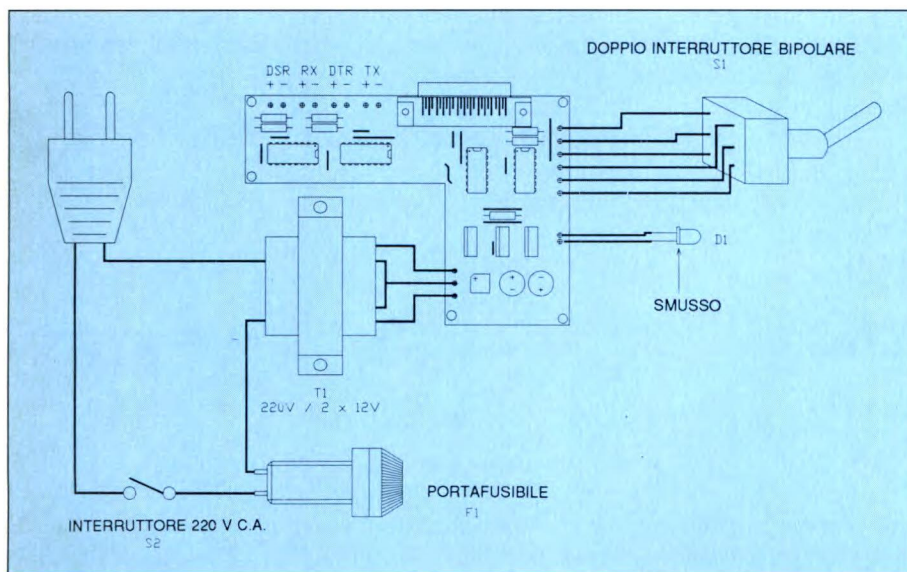 DOPPIO INTERRUTTORE BIPOLARE
S1
DSR RX DTR TX
+ - + - + - + -
D1
SMUSSO
T1
220V / 2 x 12V
PORTAFUSIBILE
F1
INTERRUTTORE 220 V C.A.
S2